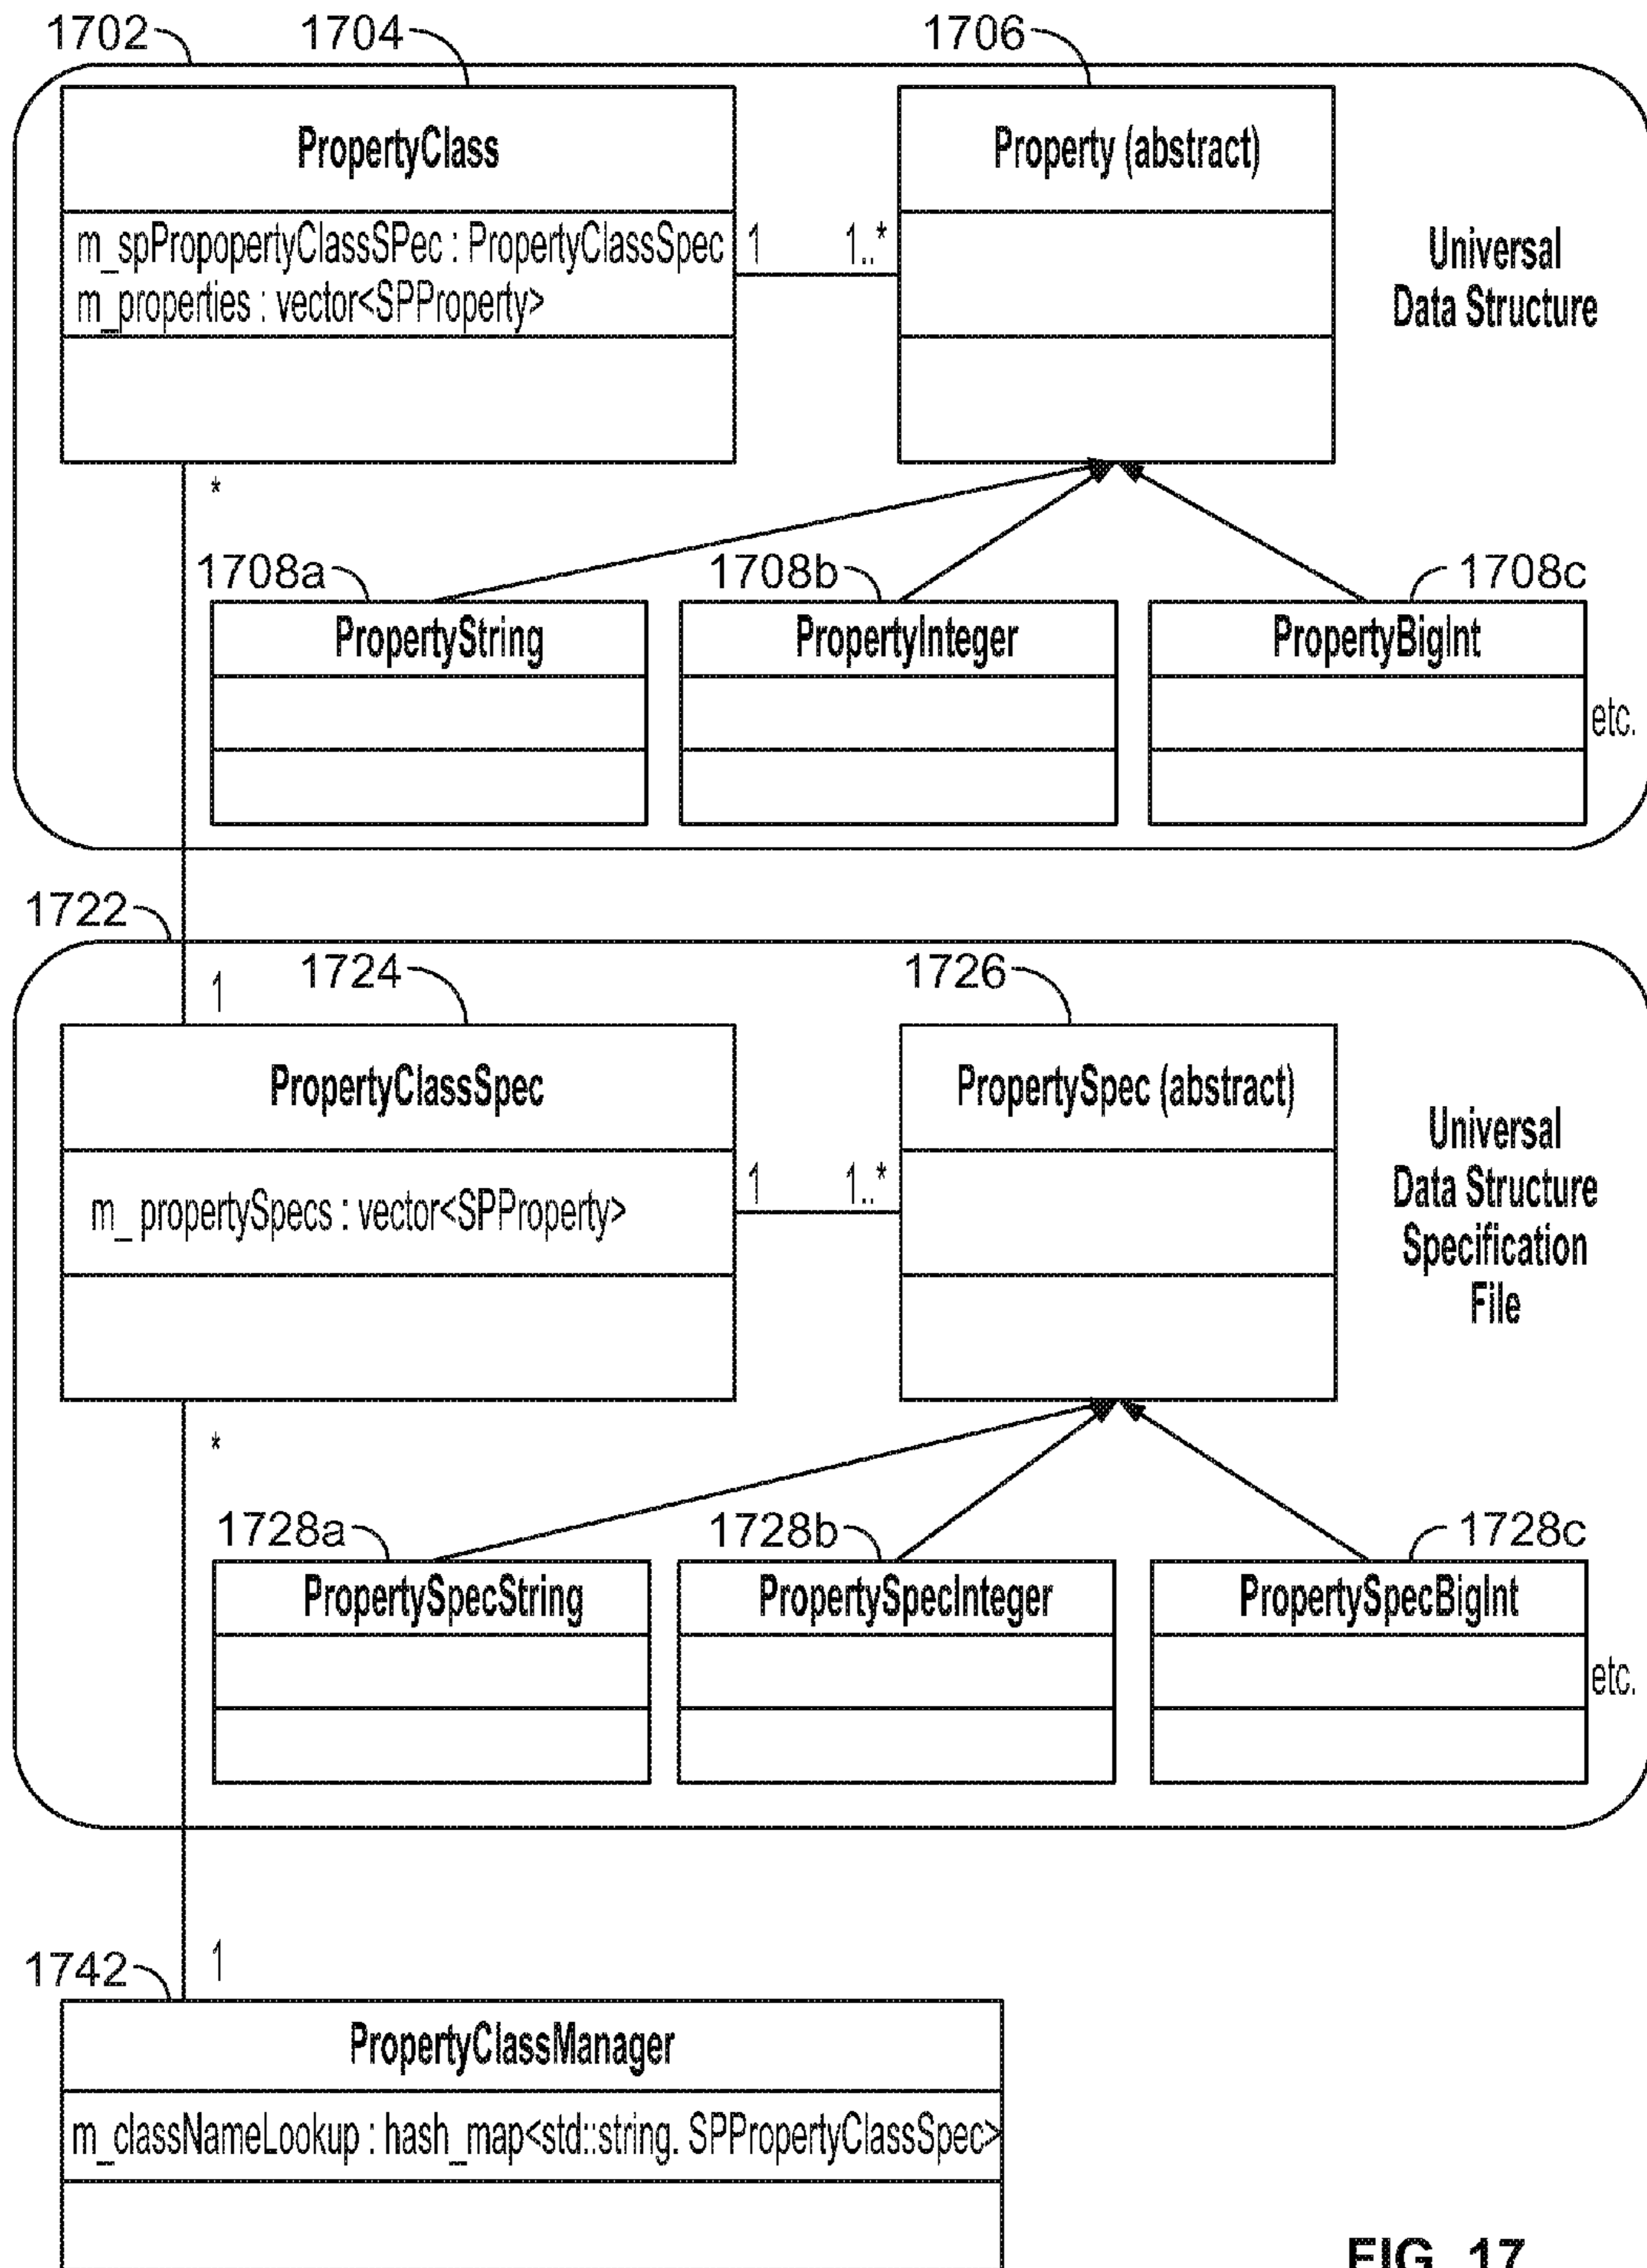 1702
1704
1706
PropertyClass
Property (abstract)
m_spPropopertyClassSPec : PropertyClassSpec
m_properties : vector<SPProperty>
1
1..*
Universal
Data Structure
*
1708a
1708b
1708c
PropertyString
PropertyInteger
PropertyBigInt
etc.
1722
1
1724
1726
PropertyClassSpec
PropertySpec (abstract)
m_ propertySpecs : vector<SPProperty>
1
1..*
Universal
Data Structure
Specification
File
*
1728a
1728b
1728c
PropertySpecString
PropertySpecInteger
PropertySpecBigInt
etc.
1742
1
PropertyClassManager
m_classNameLookup : hash_map<std::string. SPPropertyClassSpec>
FIG. 17